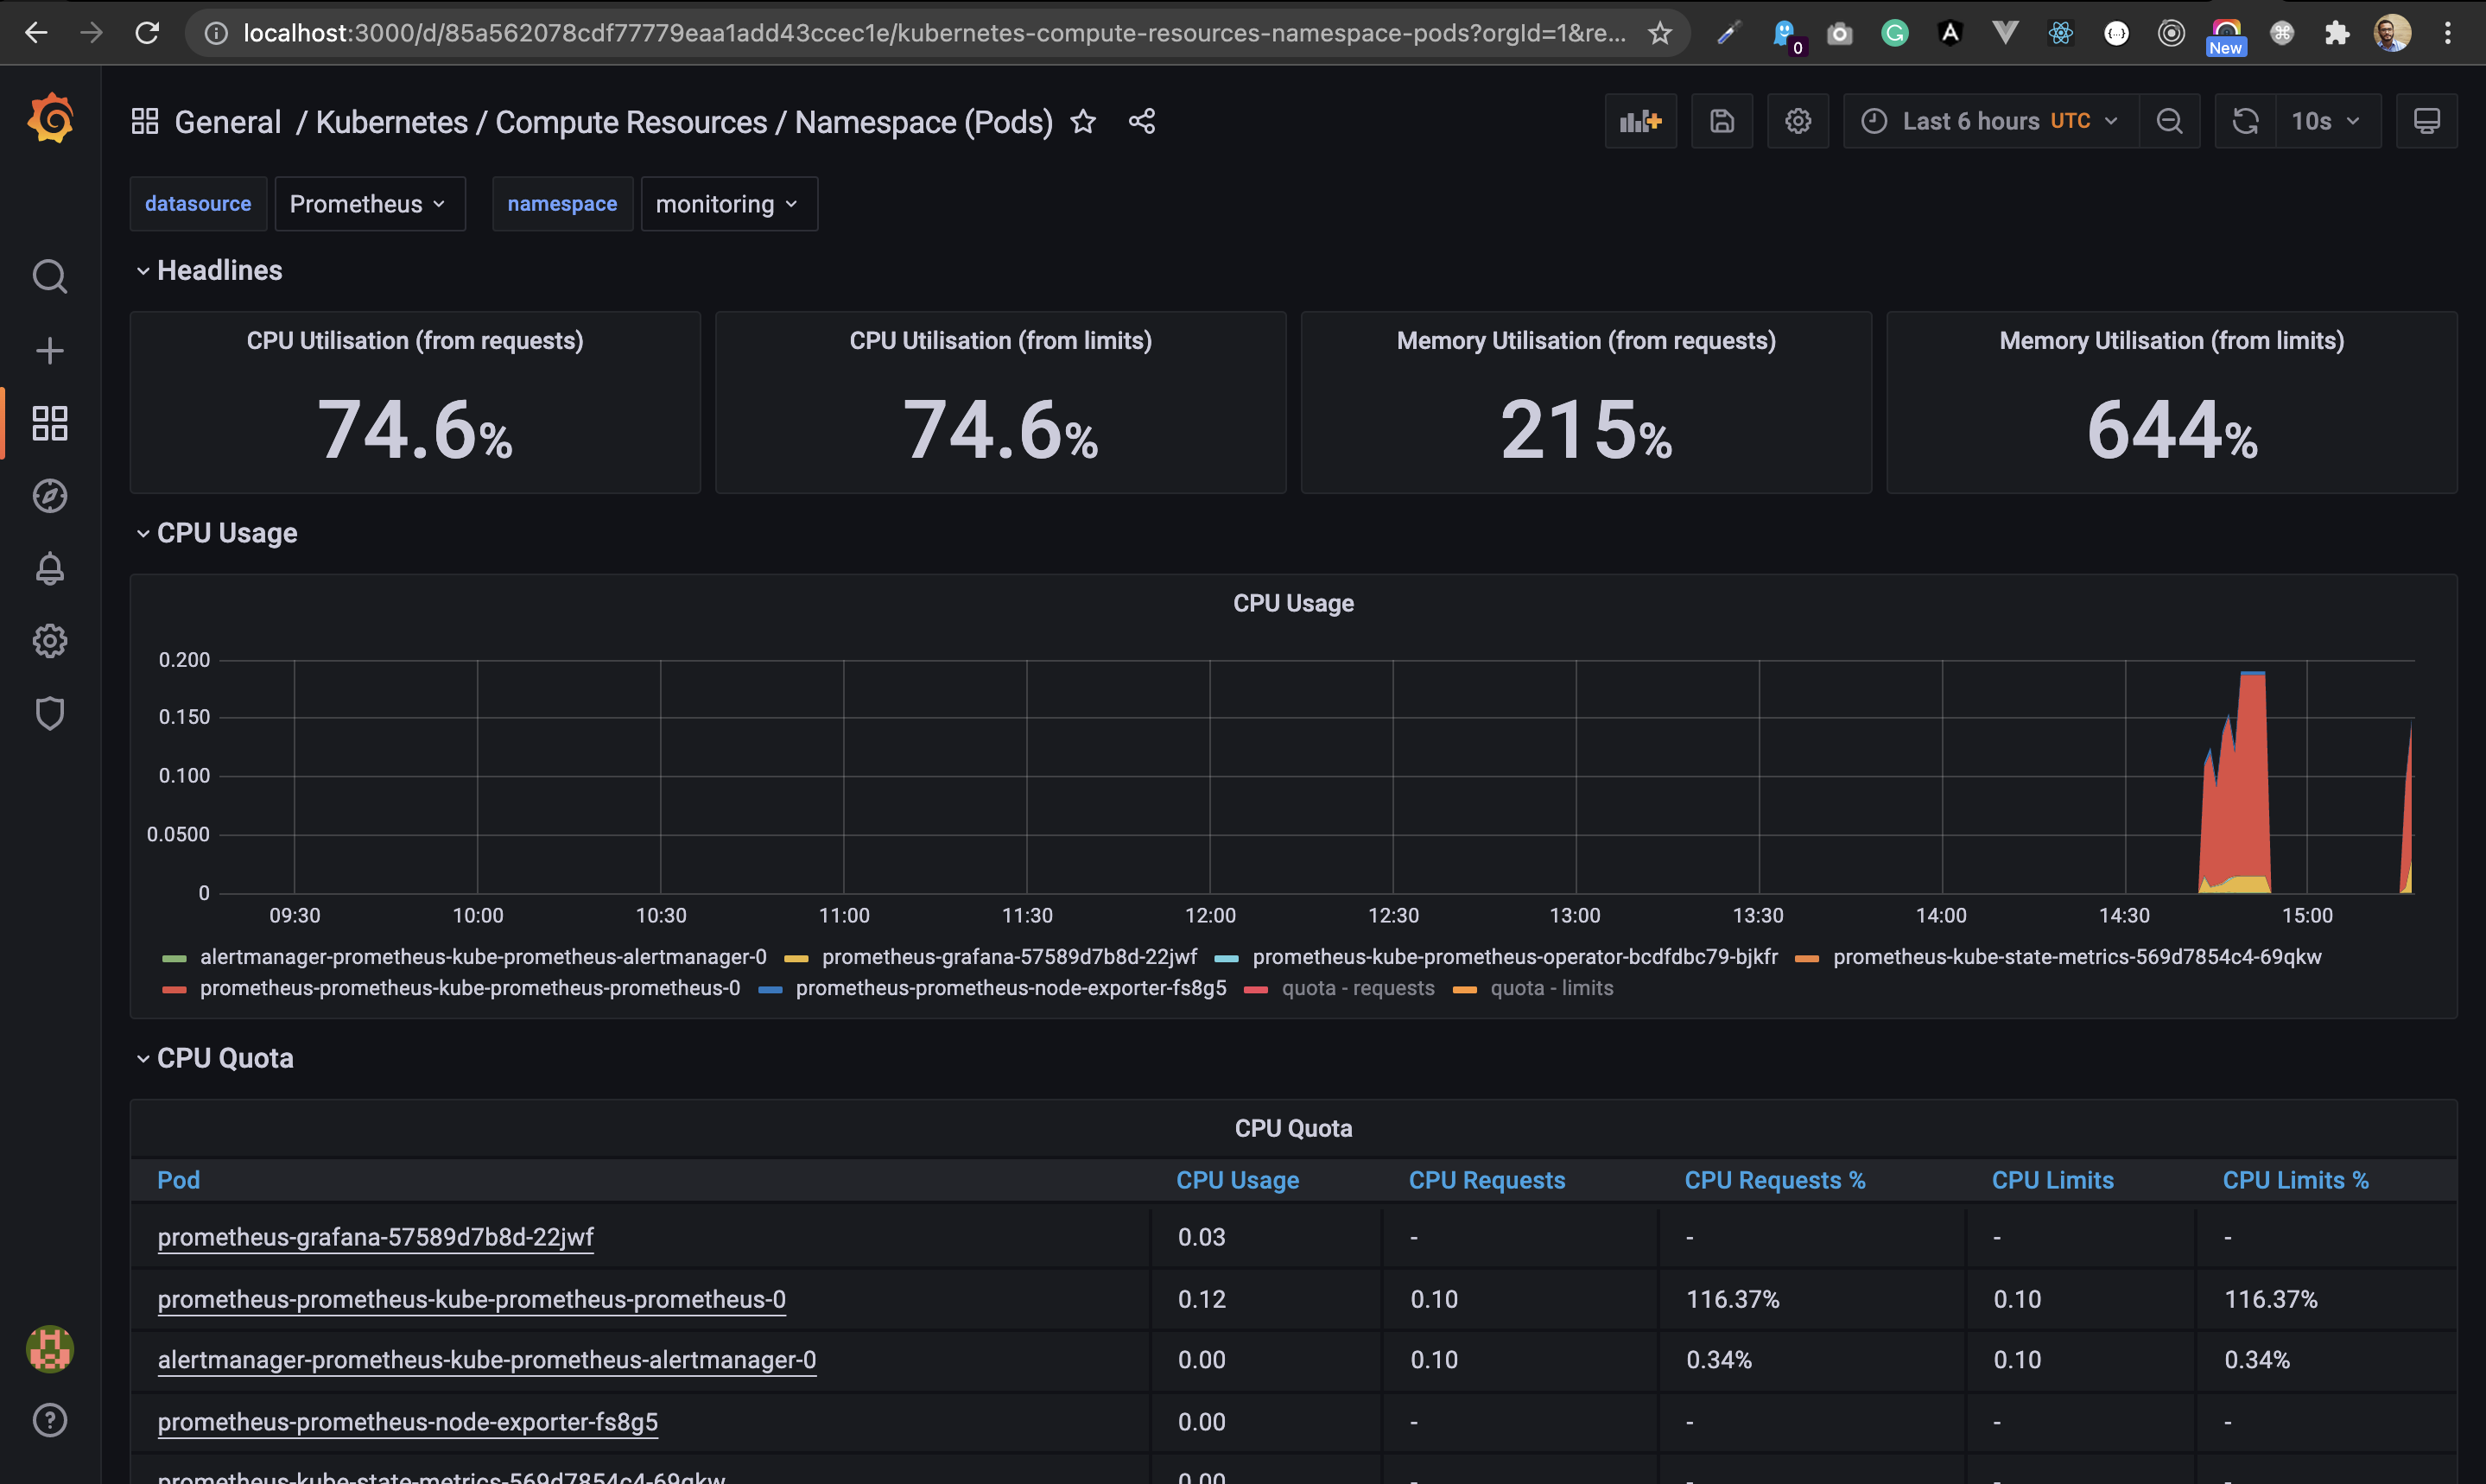 localhost:3000/d/85a562078cdf77779eaa1add43ccec1e/kubernetes-compute-resources-namespace-pods?orgId=1&re...
0
New
General / Kubernetes / Compute Resources / Namespace (Pods)
Last 6 hours UTC
10s
datasource Prometheus namespace monitoring
Headlines
CPU Utilisation (from requests)
74.6%
CPU Utilisation (from limits)
74.6%
Memory Utilisation (from requests)
215%
Memory Utilisation (from limits)
644%
CPU Usage
CPU Usage
0.200
0.150
0.100
0.0500
0
09:30 10:00 10:30 11:00 11:30 12:00 12:30 13:00 13:30 14:00 14:30 15:00
alertmanager-prometheus-kube-prometheus-alertmanager-0 prometheus-grafana-57589d7b8d-22jwf prometheus-kube-prometheus-operator-bcdfdbc79-bjkfr prometheus-kube-state-metrics-569d7854c4-69qkw
prometheus-prometheus-kube-prometheus-prometheus-0 prometheus-prometheus-node-exporter-fs8g5 quota - requests quota - limits
CPU Quota
CPU Quota
Pod CPU Usage CPU Requests CPU Requests % CPU Limits CPU Limits %
prometheus-grafana-57589d7b8d-22jwf 0.03 - - - -
prometheus-prometheus-kube-prometheus-prometheus-0 0.12 0.10 116.37% 0.10 116.37%
alertmanager-prometheus-kube-prometheus-alertmanager-0 0.00 0.10 0.34% 0.10 0.34%
prometheus-prometheus-node-exporter-fs8g5 0.00 - - - -
prometheus-kube-state-metrics-569d7854c4-69qkw 0.00 - - - -